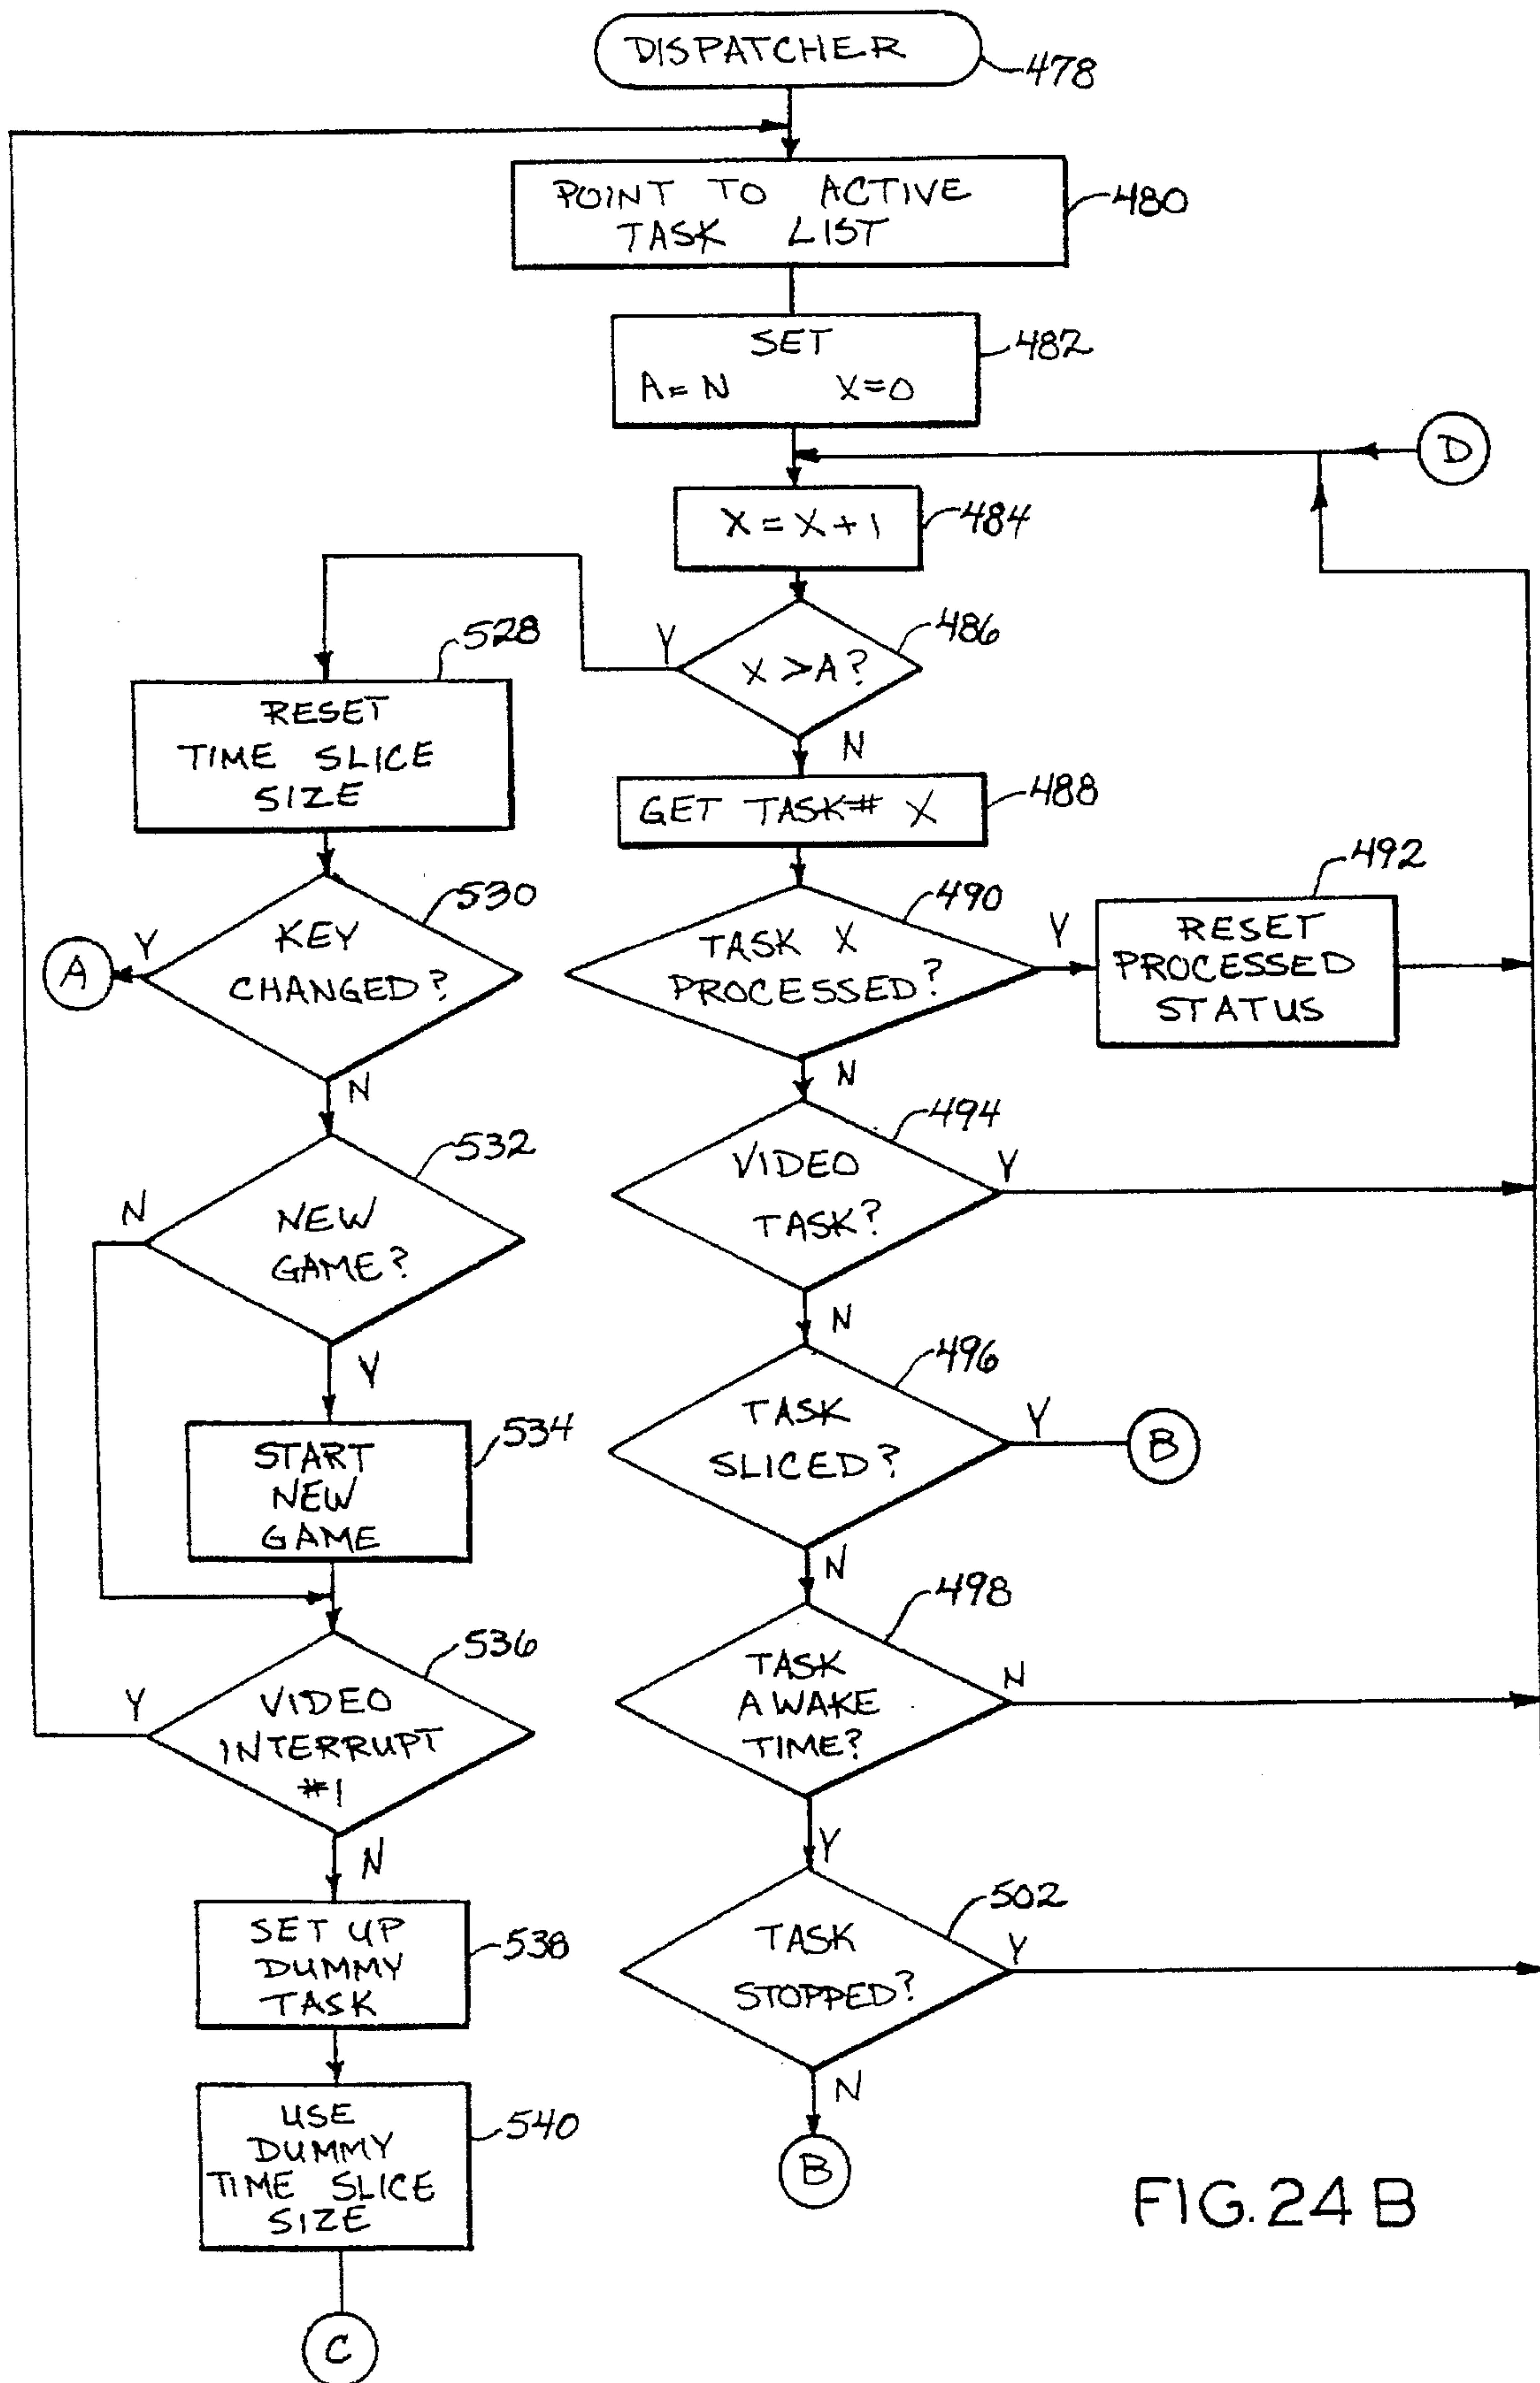 DISPATCHER
478
POINT TO ACTIVE
TASK LIST
480
SET
A=N X=0
482
D
X=X+1
484
X>A?
486
Y
N
RESET
TIME SLICE
SIZE
528
GET TASK# X
488
KEY
CHANGED?
530
Y
A
N
TASK X
PROCESSED?
490
Y
N
RESET
PROCESSED
STATUS
492
NEW
GAME?
532
N
Y
VIDEO
TASK?
494
Y
N
START
NEW
GAME
534
TASK
SLICED?
496
Y
B
N
VIDEO
INTERRUPT
#1
536
Y
N
TASK
AWAKE
TIME?
498
N
Y
SET UP
DUMMY
TASK
538
TASK
STOPPED?
502
Y
N
B
USE
DUMMY
TIME SLICE
SIZE
540
C
FIG. 24 B